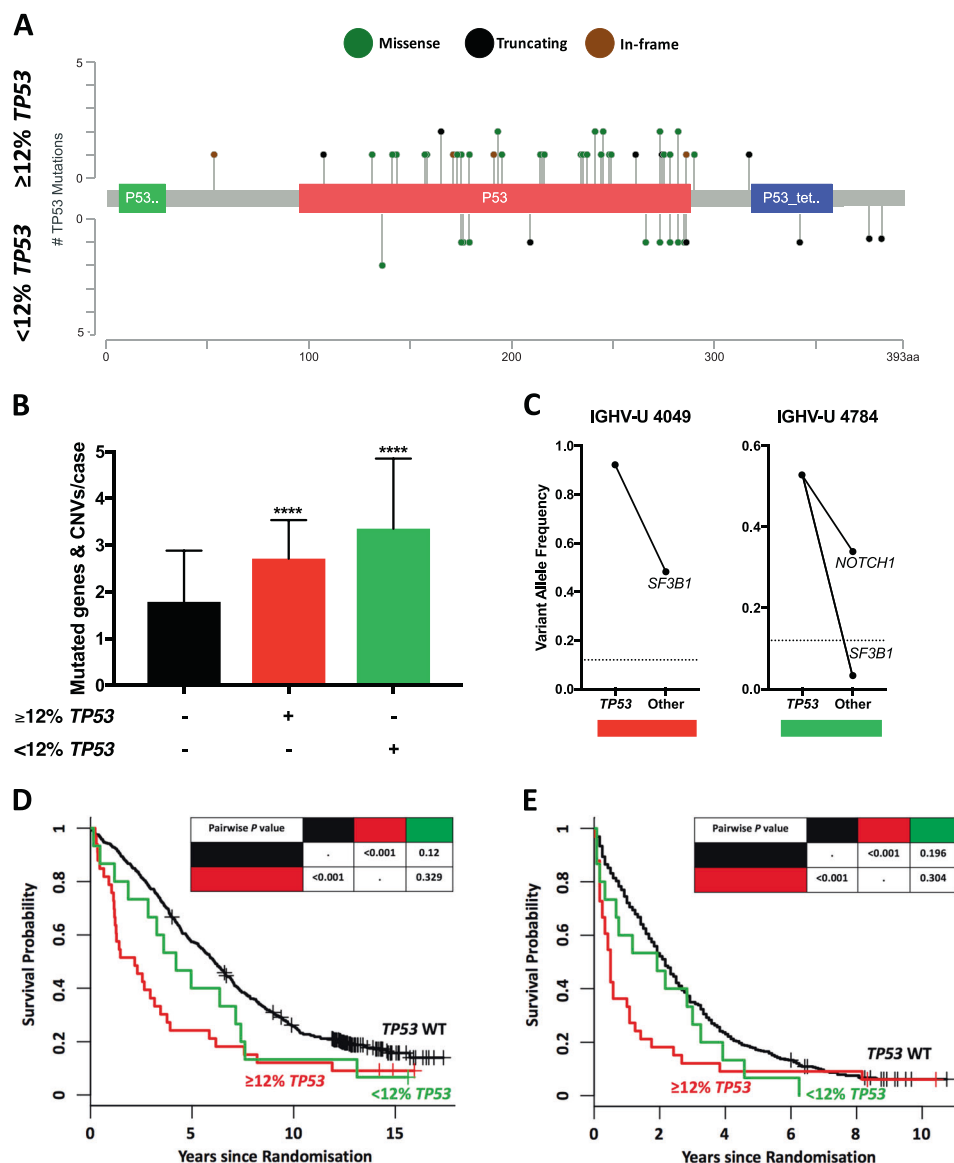 A
Missense
Truncating
In-frame
≥12% TP53
<12% TP53
# TP53 Mutations
5
0
0
5
P53..
P53
P53_tet..
0
100
200
300
393aa
B
Mutated genes & CNVs/case
5
4
3
2
1
0
****
****
≥12% TP53 - + -
<12% TP53 - - +
C
IGHV-U 4049
IGHV-U 4784
Variant Allele Frequency
1.0
0.8
0.6
0.4
0.2
0.0
SF3B1
TP53 Other
0.6
0.4
0.2
0.0
NOTCH1
SF3B1
TP53 Other
D
Survival Probability
1
0.8
0.6
0.4
0.2
0
Pairwise P value
. <0.001 0.12
<0.001 . 0.329
TP53 WT
≥12% TP53
<12% TP53
0 5 10 15
Years since Randomisation
E
Survival Probability
1
0.8
0.6
0.4
0.2
0
Pairwise P value
. <0.001 0.196
<0.001 . 0.304
TP53 WT
≥12% TP53
<12% TP53
0 2 4 6 8 10
Years since Randomisation